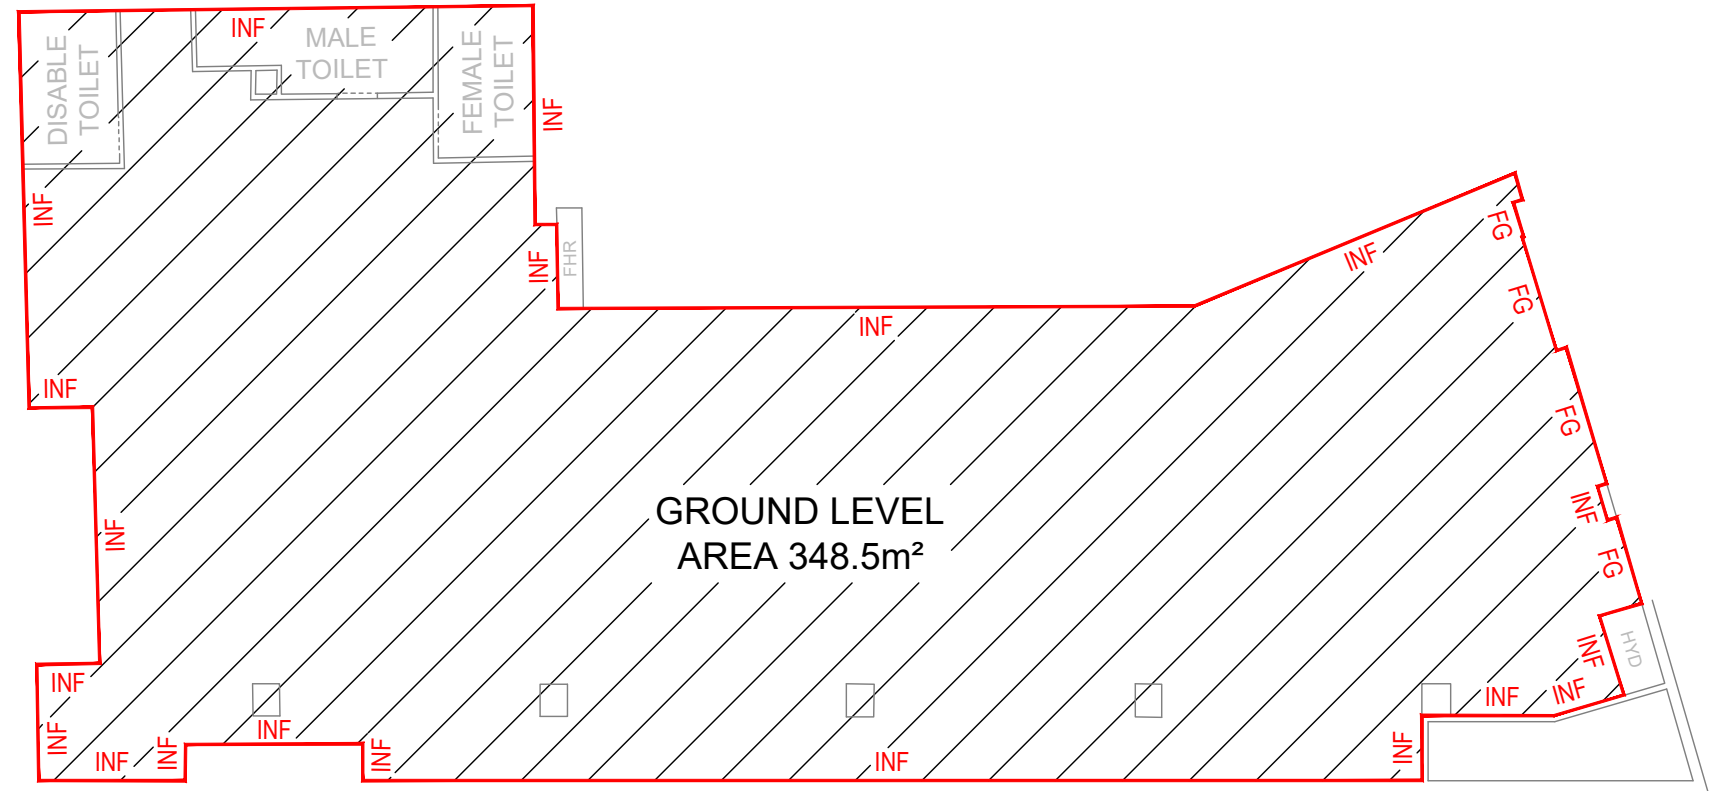 INF
MALE
TOILET
DISABLE
TOILET
FEMALE
TOILET
INF
INF
INF
FHR
INF
FG
INF
FG
INF
INF
FG
GROUND LEVEL
AREA 348.5m²
INF
INF
FG
INF
HYD
INF
INF
INF
INF
INF
INF
INF
INF
INF
INF